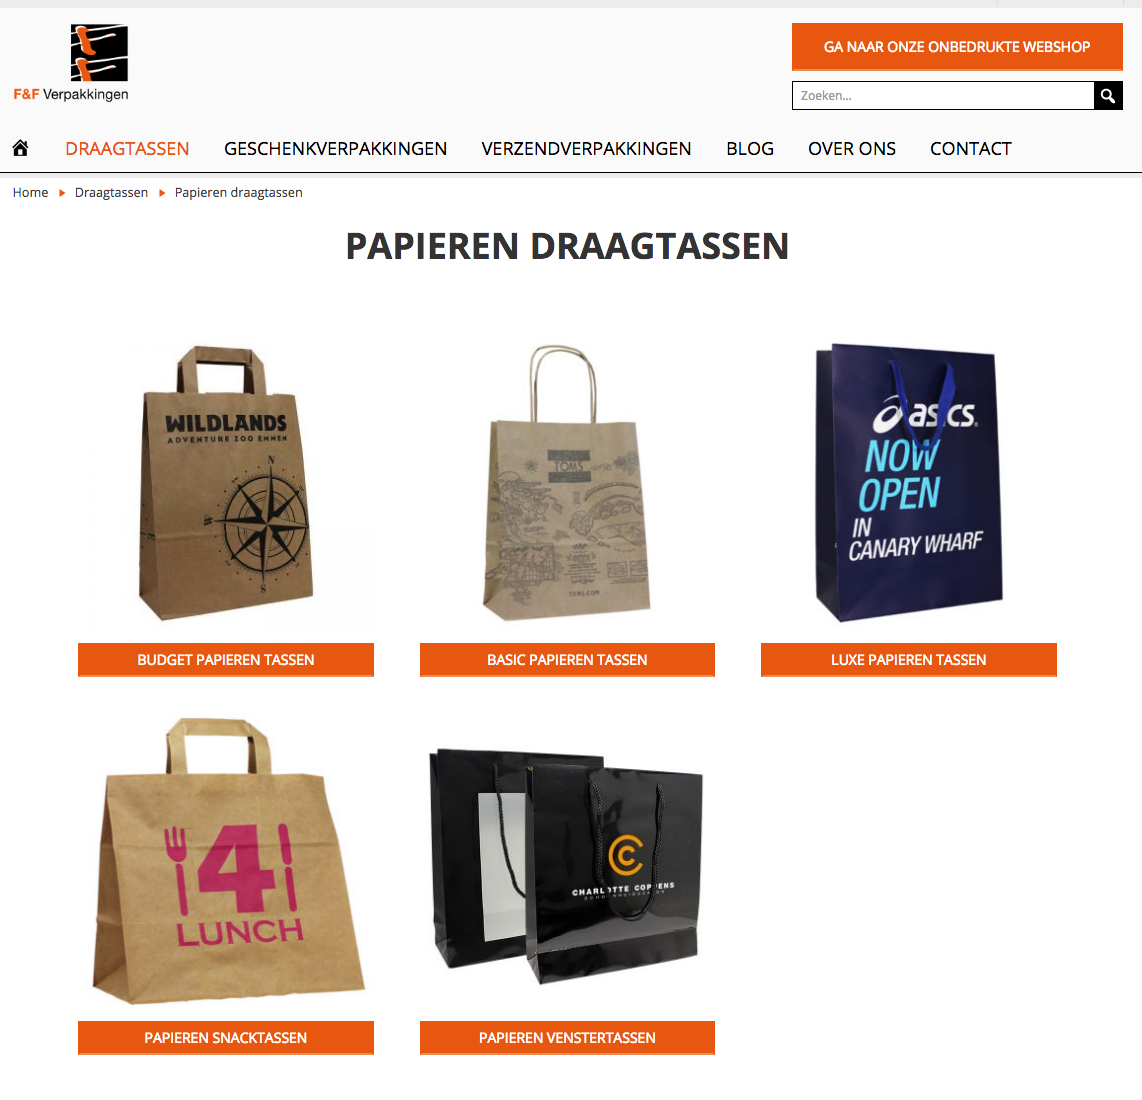 F&F Verpakkingen
GA NAAR ONZE ONBEDRUKTE WEBSHOP
Zoeken...
DRAAGTASSEN GESCHENKVERPAKKINGEN VERZENDVERPAKKINGEN BLOG OVER ONS CONTACT
Home Draagtassen Papieren draagtassen
PAPIEREN DRAAGTASSEN
WILDLANDS
ADVENTURE ZOO EMMEN
N
W
S
TOMS
TOMS.COM
asics
NOW
OPEN
IN
CANARY WHARF
BUDGET PAPIEREN TASSEN
BASIC PAPIEREN TASSEN
LUXE PAPIEREN TASSEN
4
LUNCH
CHARLOTTE COPPENS
PAPIEREN SNACKTASSEN
PAPIEREN VENSTERTASSEN